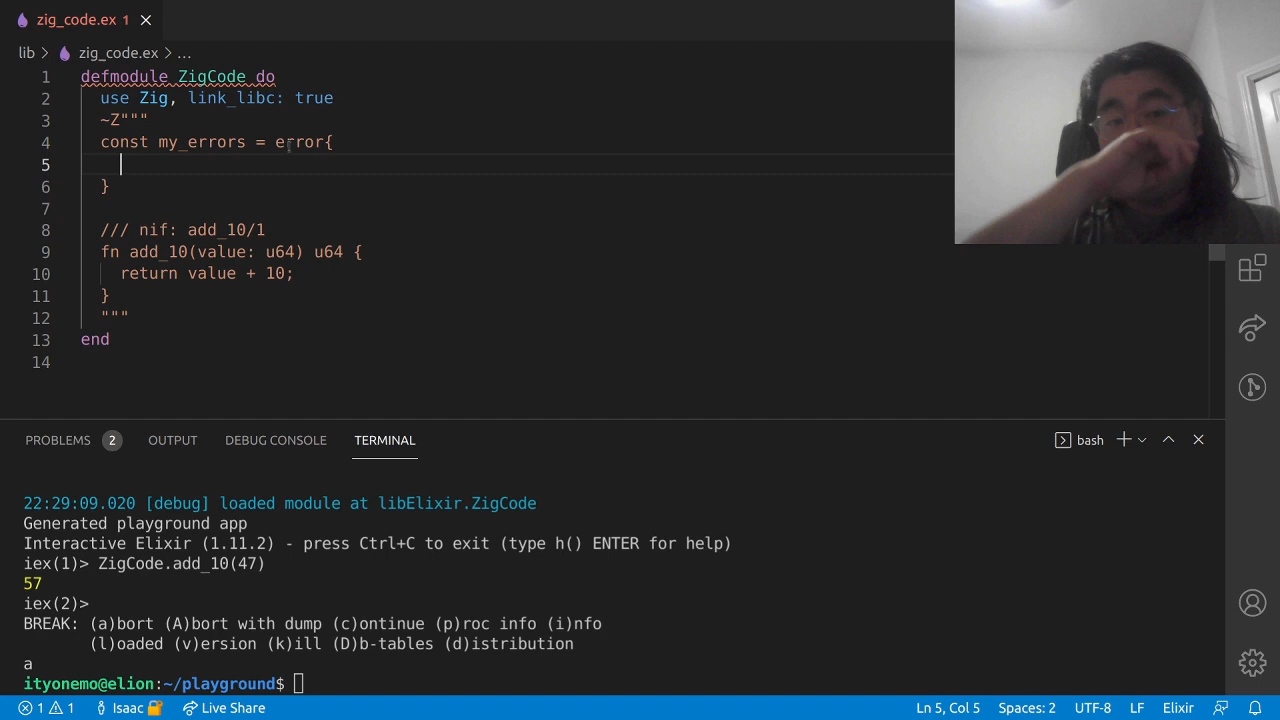 zig_code.ex 1
lib > zig_code.ex > ...
1 defmodule ZigCode do
2 use Zig, link_libc: true
3 ~Z"""
4 const my_errors = error{
5
6 }
7
8 /// nif: add_10/1
9 fn add_10(value: u64) u64 {
10 return value + 10;
11 }
12 """
13 end
14
PROBLEMS 2 OUTPUT DEBUG CONSOLE TERMINAL bash
22:29:09.020 [debug] loaded module at libElixir.ZigCode
Generated playground app
Interactive Elixir (1.11.2) - press Ctrl+C to exit (type h() ENTER for help)
iex(1)> ZigCode.add_10(47)
57
iex(2)>
BREAK: (a)bort (A)bort with dump (c)ontinue (p)roc info (i)nfo
(l)oaded (v)ersion (k)ill (D)b-tables (d)istribution
a
ityonemo@elion:~/playground$
1 1 Isaac Live Share Ln 5, Col 5 Spaces: 2 UTF-8 LF Elixir